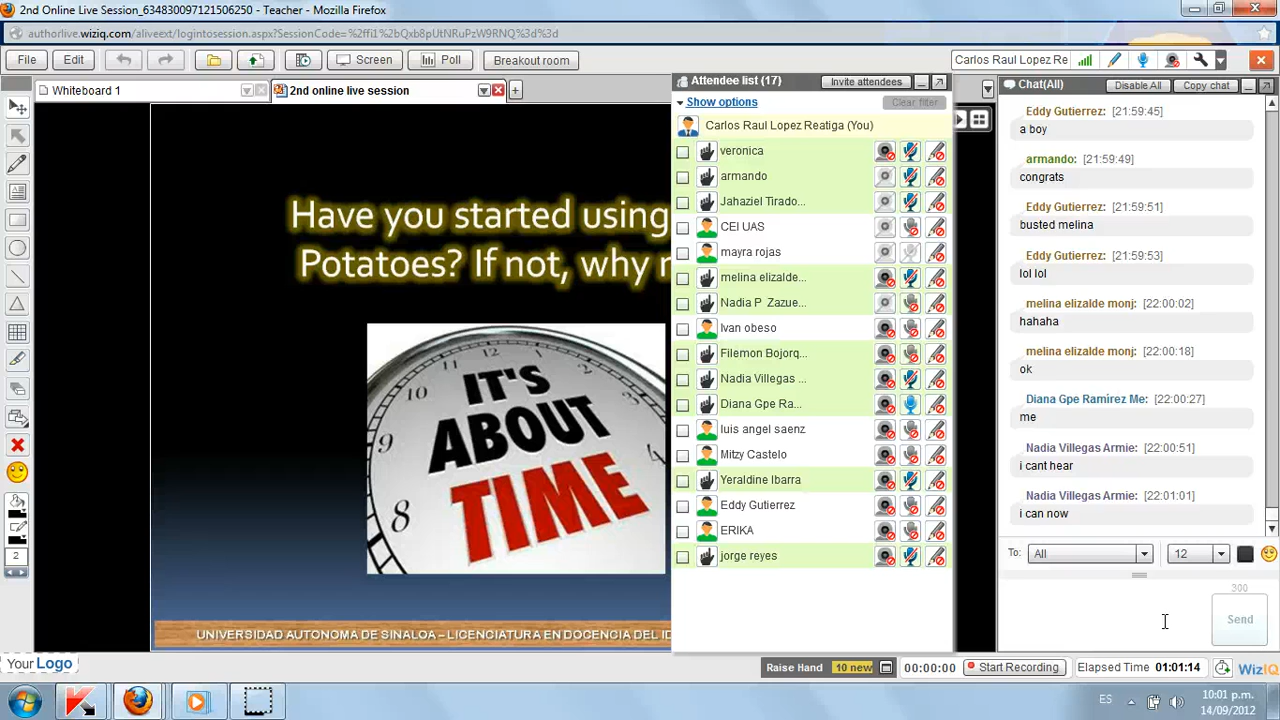 2nd Online Live Session_634830097121506250 - Teacher - Mozilla Firefox
authorlive.wiziq.com/aliveext/logintosession.aspx?SessionCode=%2ffi1%2bQxb8pUtNRuPzW9RNQ%3d%3d
File
Edit
Screen
Poll
Breakout room
Carlos Raul Lopez Re
Whiteboard 1
2nd online live session
Have you started using
Potatoes? If not, why
10
11
12
1
9
8
IT'S
ABOUT
TIME
UNIVERSIDAD AUTONOMA DE SINALOA – LICENCIATURA EN DOCENCIA DEL
2
Your Logo
Attendee list (17)
Invite attendees
Show options
Clear filter
Carlos Raul Lopez Reatiga (You)
veronica
armando
Jahaziel Tirado...
CEI UAS
mayra rojas
melina elizalde...
Nadia P Zazue...
Ivan obeso
Filemon Bojorq...
Nadia Villegas ...
Diana Gpe Ra...
luis angel saenz
Mitzy Castelo
Yeraldine Ibarra
Eddy Gutierrez
ERIKA
jorge reyes
Chat(All)
Disable All
Copy chat
Eddy Gutierrez: [21:59:45]
a boy
armando: [21:59:49]
congrats
Eddy Gutierrez: [21:59:51]
busted melina
Eddy Gutierrez: [21:59:53]
lol lol
melina elizalde monj: [22:00:02]
hahaha
melina elizalde monj: [22:00:18]
ok
Diana Gpe Ramirez Me: [22:00:27]
me
Nadia Villegas Armie: [22:00:51]
i cant hear
Nadia Villegas Armie: [22:01:01]
i can now
To: All
12
300
Send
Raise Hand 10 new
00:00:00
Start Recording
Elapsed Time 01:01:14
WizIQ
ES
10:01 p.m.
14/09/2012